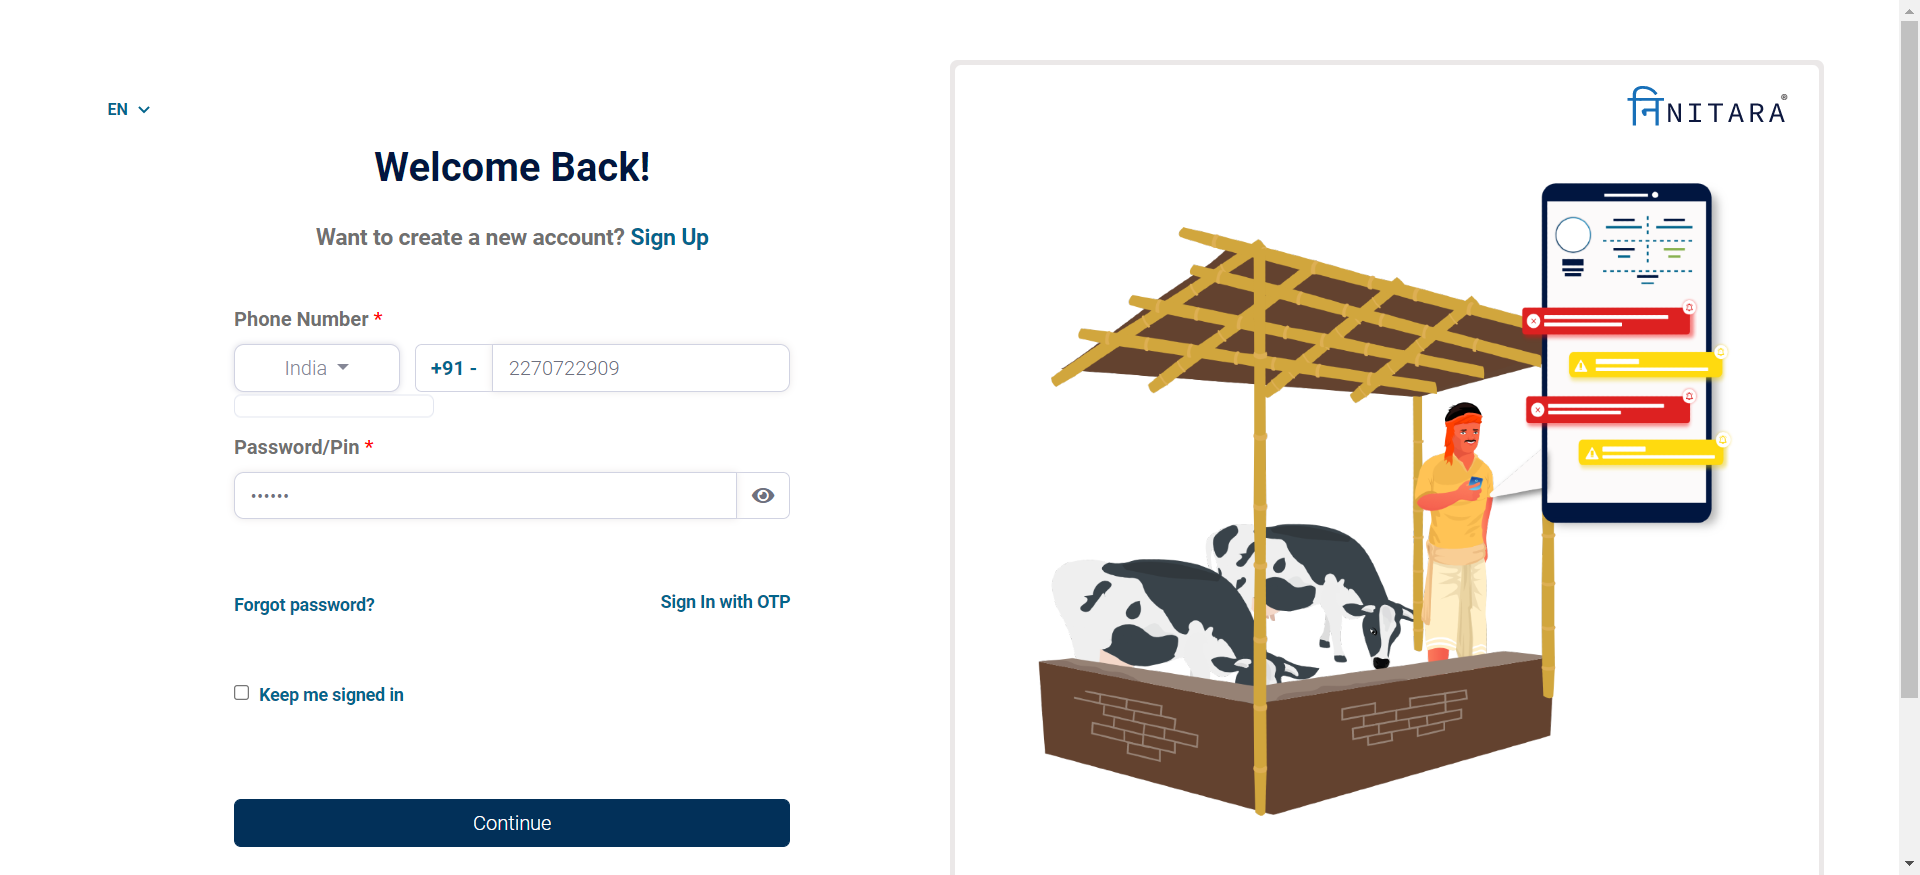 EN
Welcome Back!
Want to create a new account? Sign Up
Phone Number *
India
+91 -
2270722909
Password/Pin *
••••••
Forgot password?
Sign In with OTP
Keep me signed in
Continue
नि NITARA®